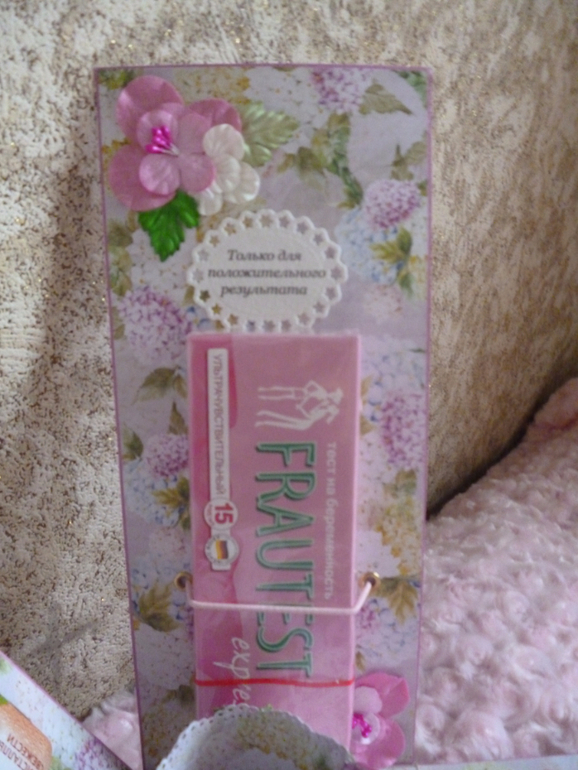 Только для
положительного
результата
УЛЬТРАЧУВСТВИТЕЛЬНЫЙ
15
FRAUTEST
тест на беременность